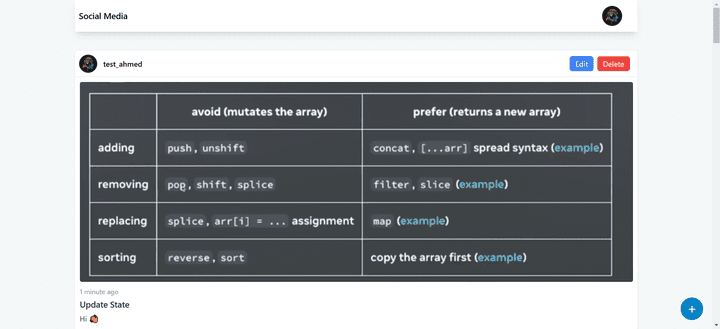 Social Media
test_ahmed
Edit
Delete
avoid (mutates the array)
prefer (returns a new array)
adding
push, unshift
concat, [...arr] spread syntax (example)
removing
pop, shift, splice
filter, slice (example)
replacing
splice, arr[i] = ... assignment
map (example)
sorting
reverse, sort
copy the array first (example)
1 minute ago
Update State
Hi
+